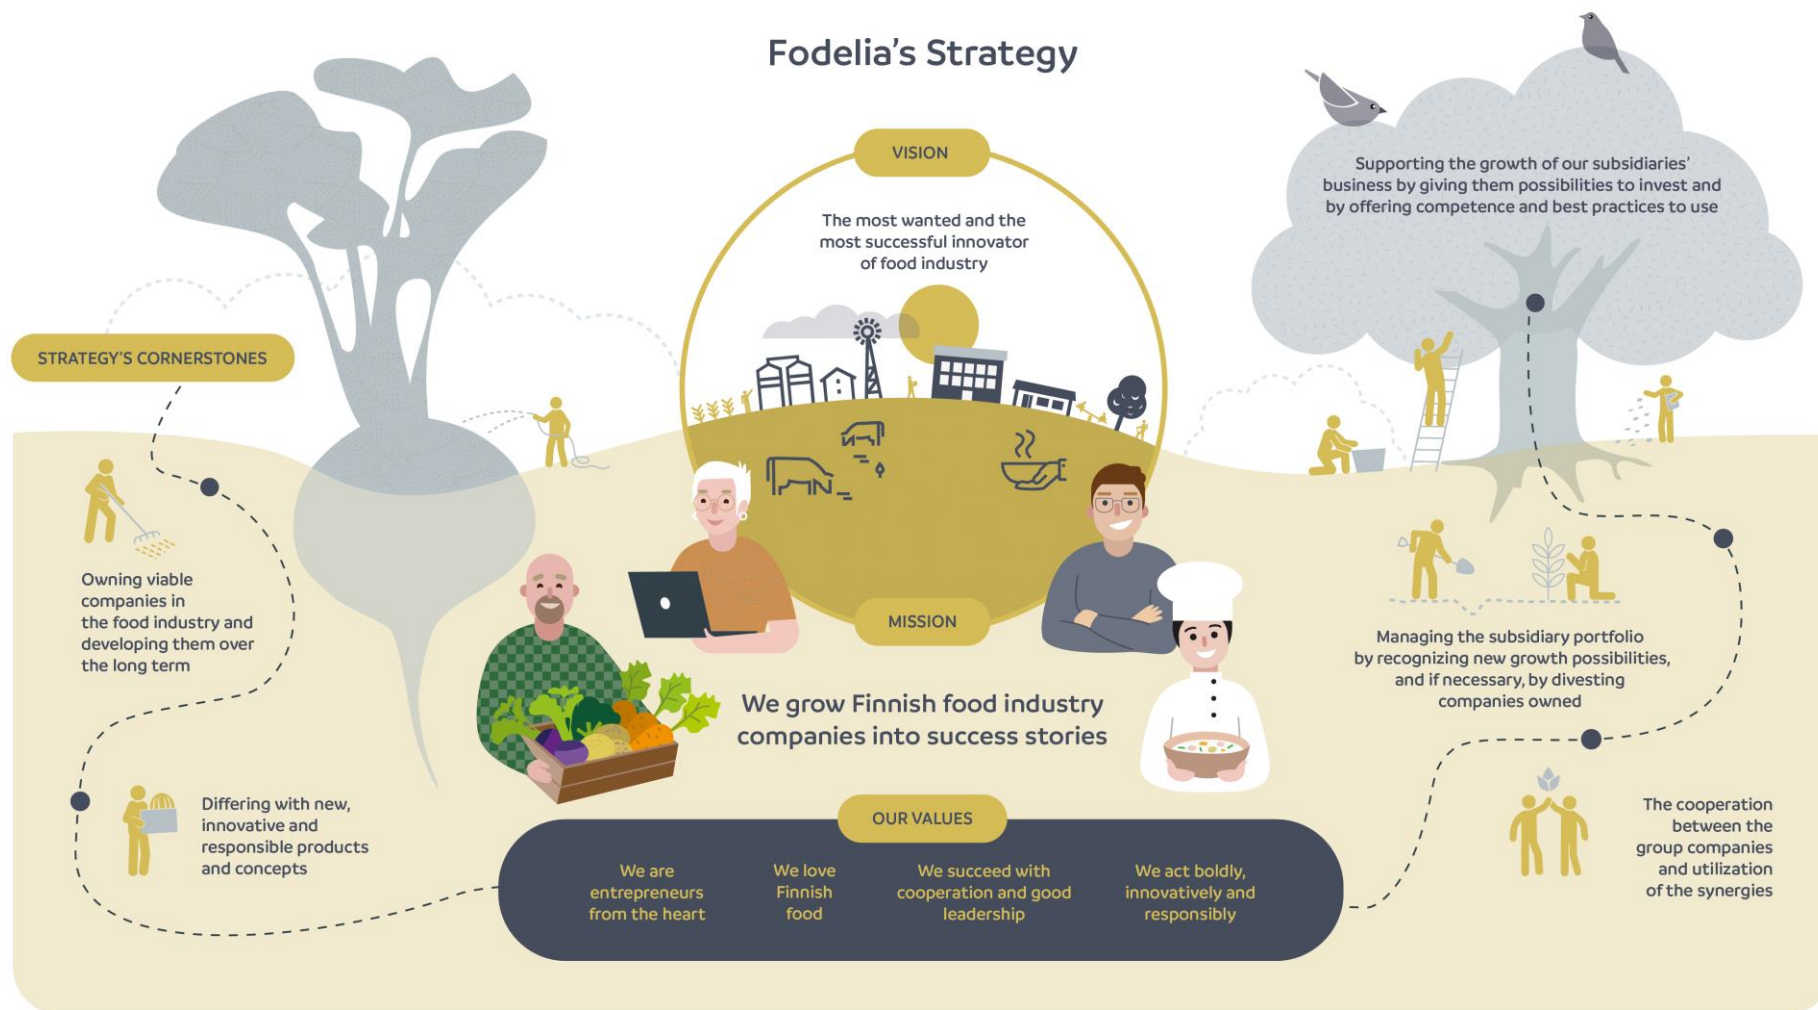 Fodelia's Strategy
VISION
The most wanted and the
most successful innovator
of food industry
STRATEGY'S CORNERSTONES
Owning viable
companies in
the food industry and
developing them over
the long term
Differing with new,
innovative and
responsible products
and concepts
MISSION
We grow Finnish food industry
companies into success stories
OUR VALUES
We are
entrepreneurs
from the heart
We love
Finnish
food
We succeed with
cooperation and good
leadership
We act boldly,
innovatively and
responsibly
Supporting the growth of our subsidiaries'
business by giving them possibilities to invest and
by offering competence and best practices to use
Managing the subsidiary portfolio
by recognizing new growth possibilities,
and if necessary, by divesting
companies owned
The cooperation
between the
group companies
and utilization
of the synergies